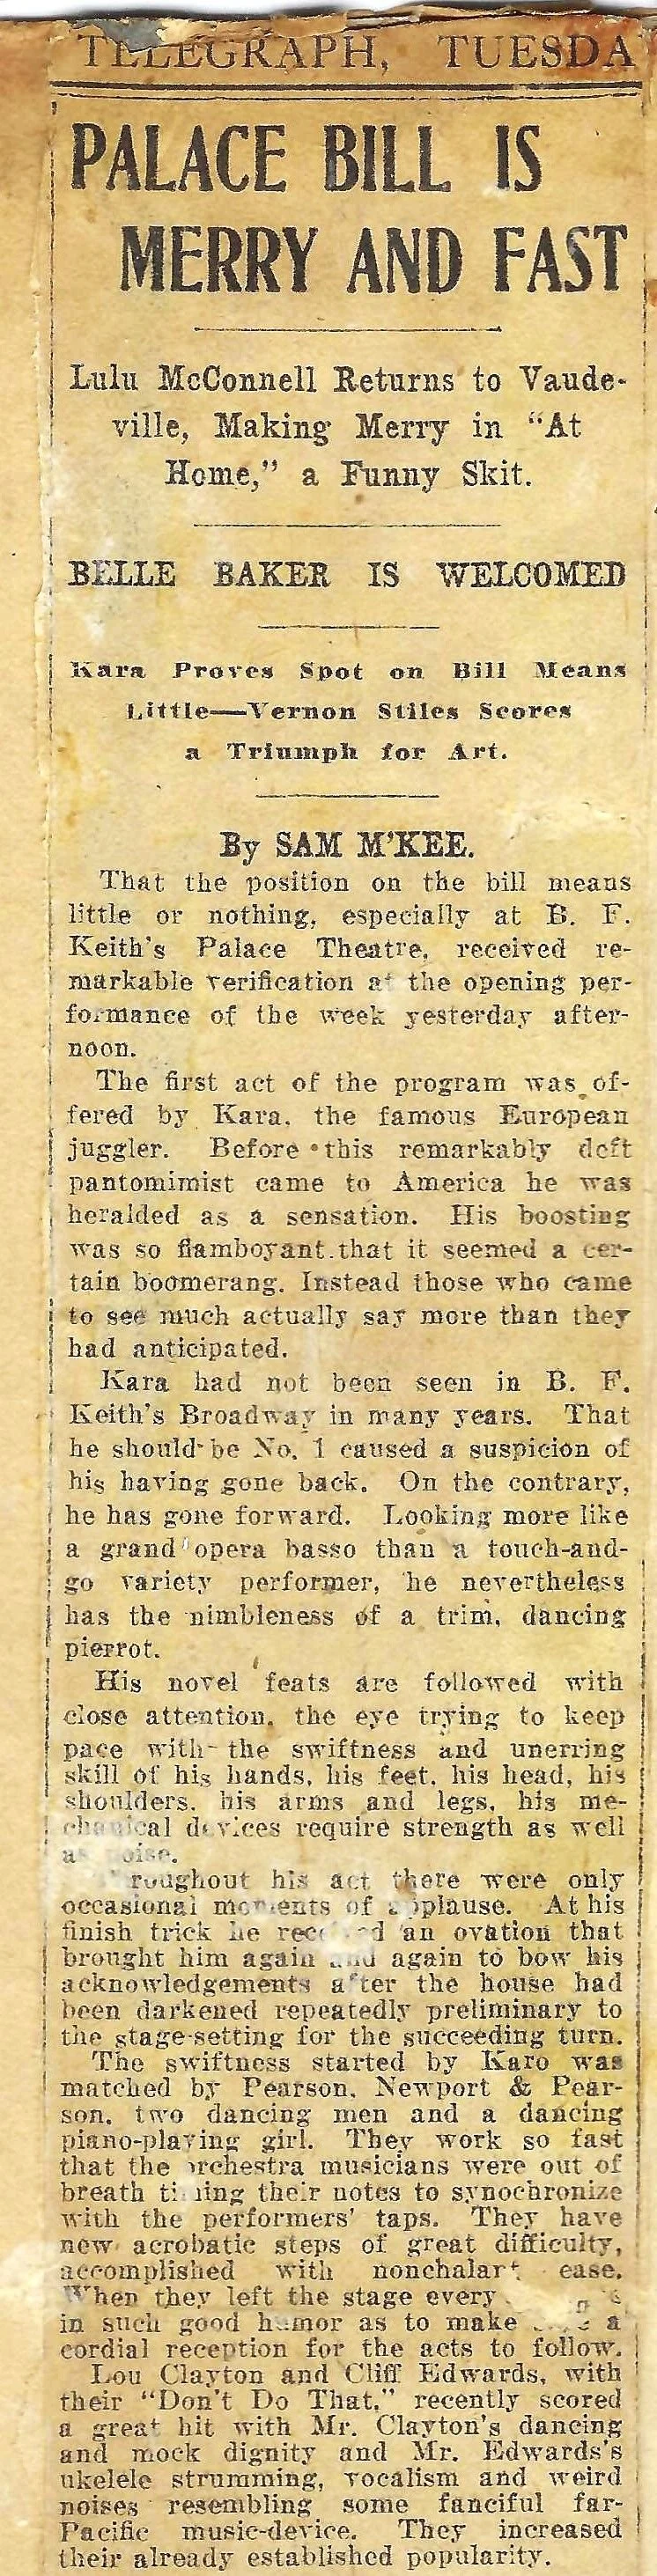 TELEGRAPH, TUESDA
PALACE BILL IS
MERRY AND FAST
Lulu McConnell Returns to Vaude-
ville, Making Merry in "At
Home," a Funny Skit.
BELLE BAKER IS WELCOMED
Kara Proves Spot on Bill Means
Little—Vernon Stiles Scores
a Triumph for Art.
By SAM M'KEE.
That the position on the bill means
little or nothing, especially at B. F.
Keith's Palace Theatre, received re-
markable verification at the opening per-
formance of the week yesterday after-
noon.
The first act of the program was of-
fered by Kara, the famous European
juggler. Before this remarkably deft
pantomimist came to America he was
heralded as a sensation. His boosting
was so flamboyant that it seemed a cer-
tain boomerang. Instead those who came
to see much actually say more than they
had anticipated.
Kara had not been seen in B. F.
Keith's Broadway in many years. That
he should be No. 1 caused a suspicion of
his having gone back. On the contrary,
he has gone forward. Looking more like
a grand opera basso than a touch-and-
go variety performer, he nevertheless
has the nimbleness of a trim, dancing
pierrot.
His novel feats are followed with
close attention, the eye trying to keep
pace with the swiftness and unerring
skill of his hands, his feet, his head, his
shoulders, his arms and legs, his me-
chanical devices require strength as well
as poise.
Throughout his act there were only
occasional moments of applause. At his
finish trick he received an ovation that
brought him again and again to bow his
acknowledgements after the house had
been darkened repeatedly preliminary to
the stage-setting for the succeeding turn.
The swiftness started by Karo was
matched by Pearson, Newport & Pear-
son, two dancing men and a dancing
piano-playing girl. They work so fast
that the orchestra musicians were out of
breath timing their notes to synochronize
with the performers' taps. They have
new acrobatic steps of great difficulty,
accomplished with nonchalant ease.
When they left the stage every
in such good humor as to make a
cordial reception for the acts to follow.
Lou Clayton and Cliff Edwards, with
their "Don't Do That," recently scored
a great hit with Mr. Clayton's dancing
and mock dignity and Mr. Edwards's
ukelele strumming, vocalism and weird
noises resembling some fanciful far-
Pacific music-device. They increased
their already established popularity.